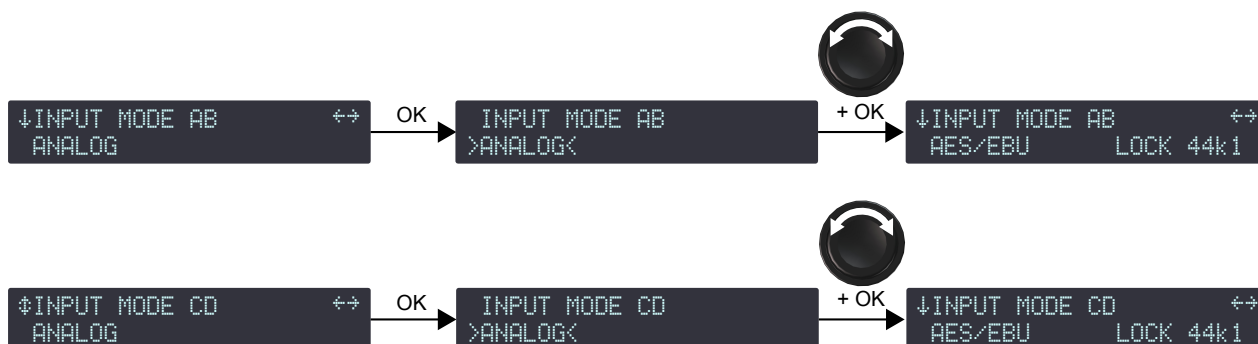 ↓INPUT MODE AB ←→
ANALOG
OK
INPUT MODE AB
>ANALOG<
+ OK
↓INPUT MODE AB ←→
AES/EBU LOCK 44k1
↕INPUT MODE CD ←→
ANALOG
OK
INPUT MODE CD
>ANALOG<
+ OK
↓INPUT MODE CD ←→
AES/EBU LOCK 44k1